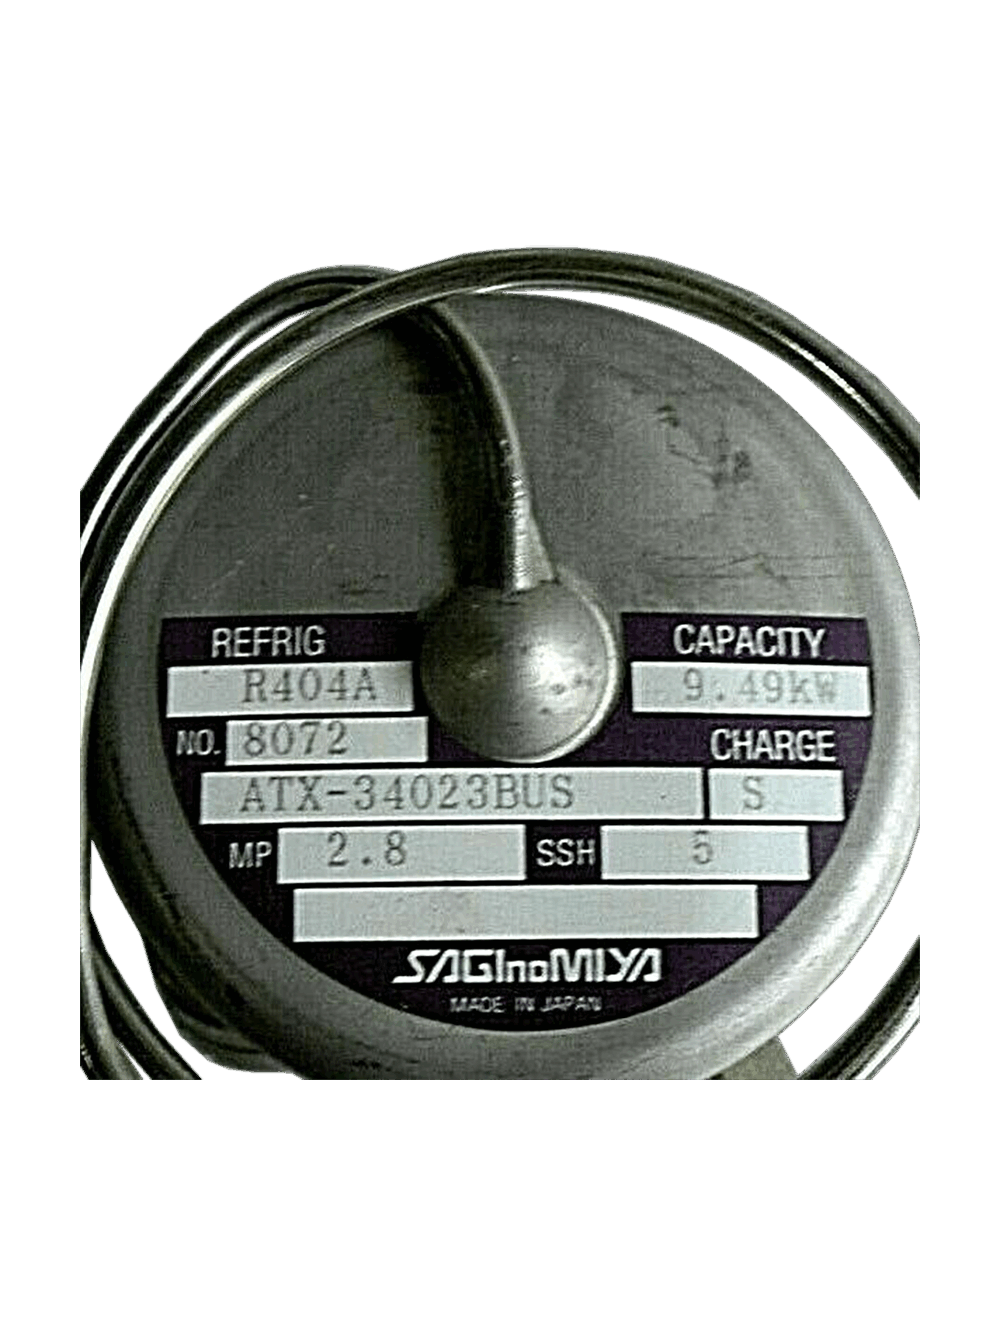 REFRIG CAPACITY
R404A 9.49kW
NO. 8072 CHARGE
ATX-34023BUS S
MP 2.8 SSH 5
SAGInoMIYA
MADE IN JAPAN